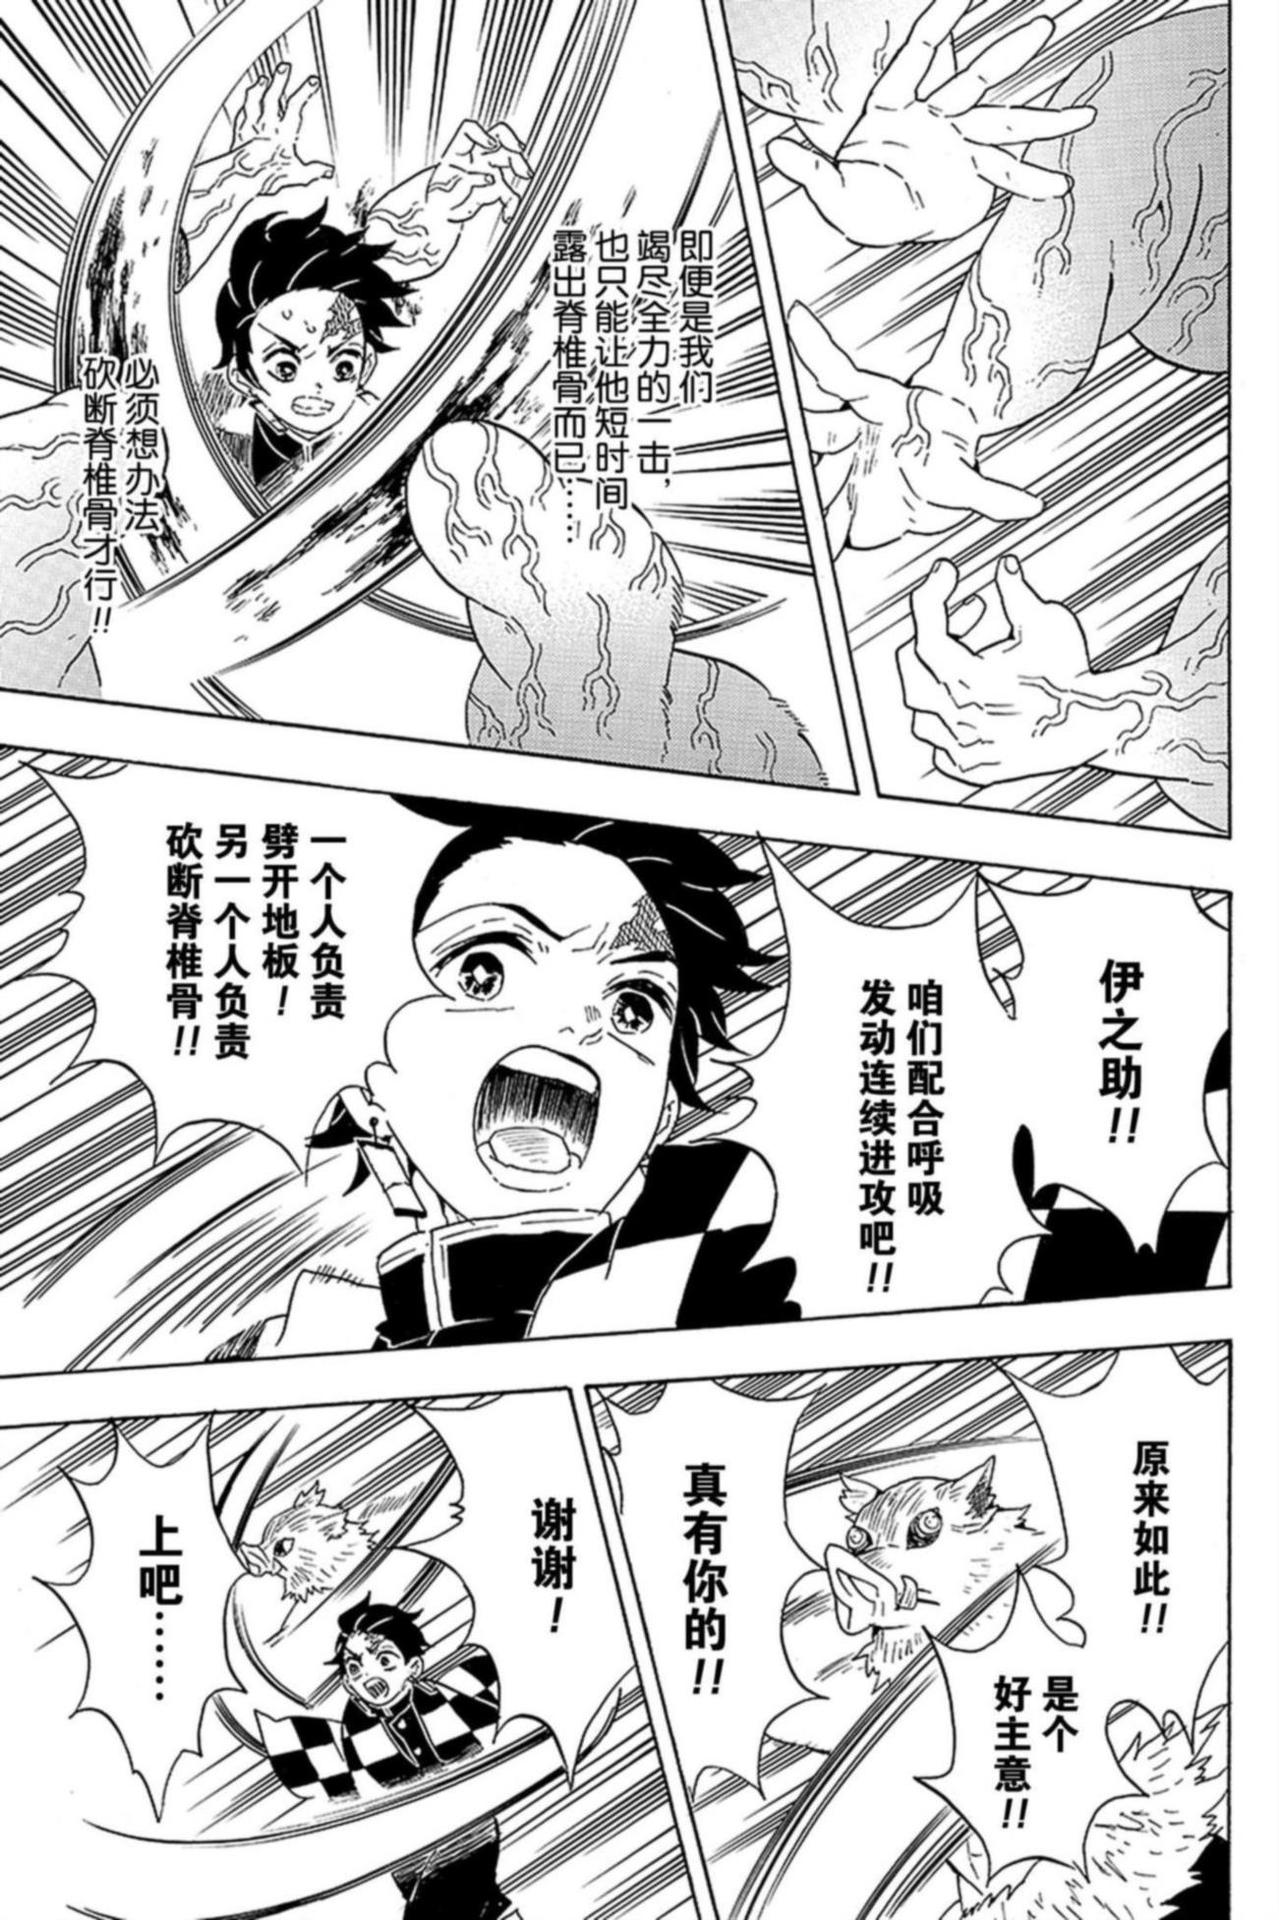 即便是我们
竭尽全力的一击，
也只能让他短时间
露出脊椎骨而已……
必须想办法
砍断脊椎骨才行!!
伊之助!!
咱们配合呼吸
发动连续进攻吧!!
一个人负责
劈开地板!
另一个人负责
砍断脊椎骨!!
原来如此!!
是个
好主意!!
真有你的!!
谢谢!
上吧……